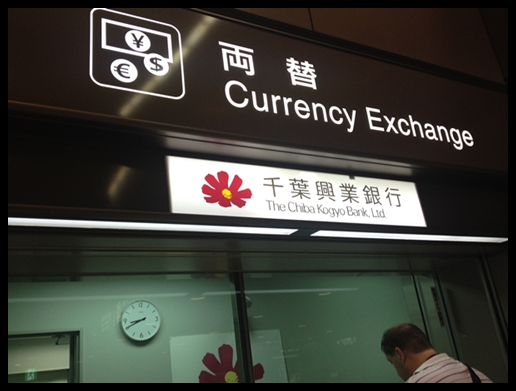 ¥
$
€
両替
Currency Exchange
千葉興業銀行
The Chiba Kogyo Bank, Ltd